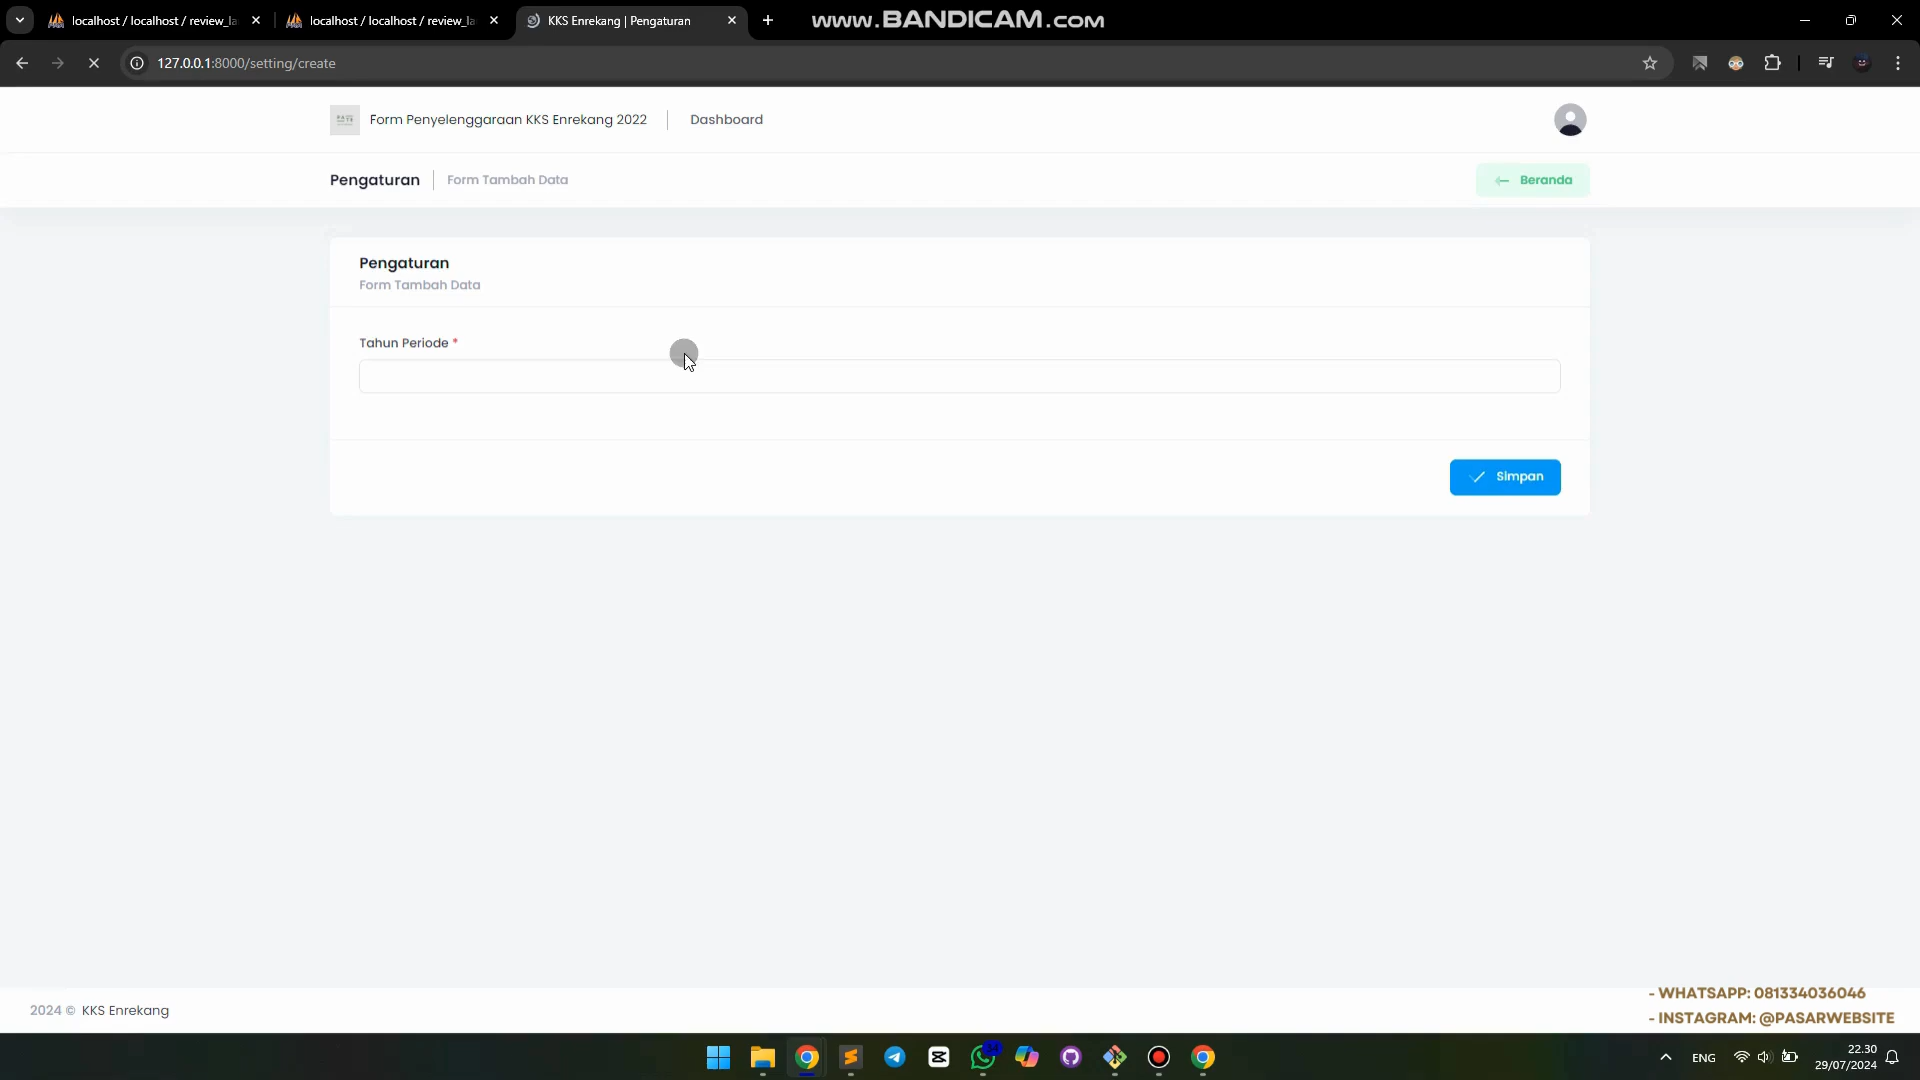 localhost / localhost / review_la
localhost / localhost / review_la
KKS Enrekang | Pengaturan
www.BANDICAM.com
127.0.0.1:8000/setting/create
Form Penyelenggaraan KKS Enrekang 2022
Dashboard
Pengaturan
Form Tambah Data
Beranda
Pengaturan
Form Tambah Data
Tahun Periode *
Simpan
2024 © KKS Enrekang
- WHATSAPP: 081334036046
- INSTAGRAM: @PASARWEBSITE
ENG
22.30
29/07/2024